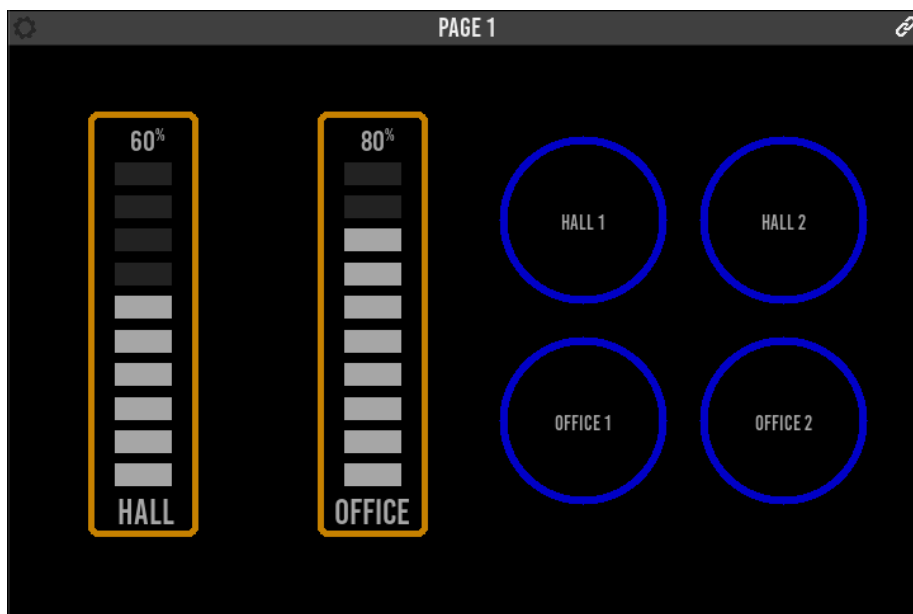 PAGE 1
60%
80%
HALL 1
HALL 2
OFFICE 1
OFFICE 2
HALL
OFFICE